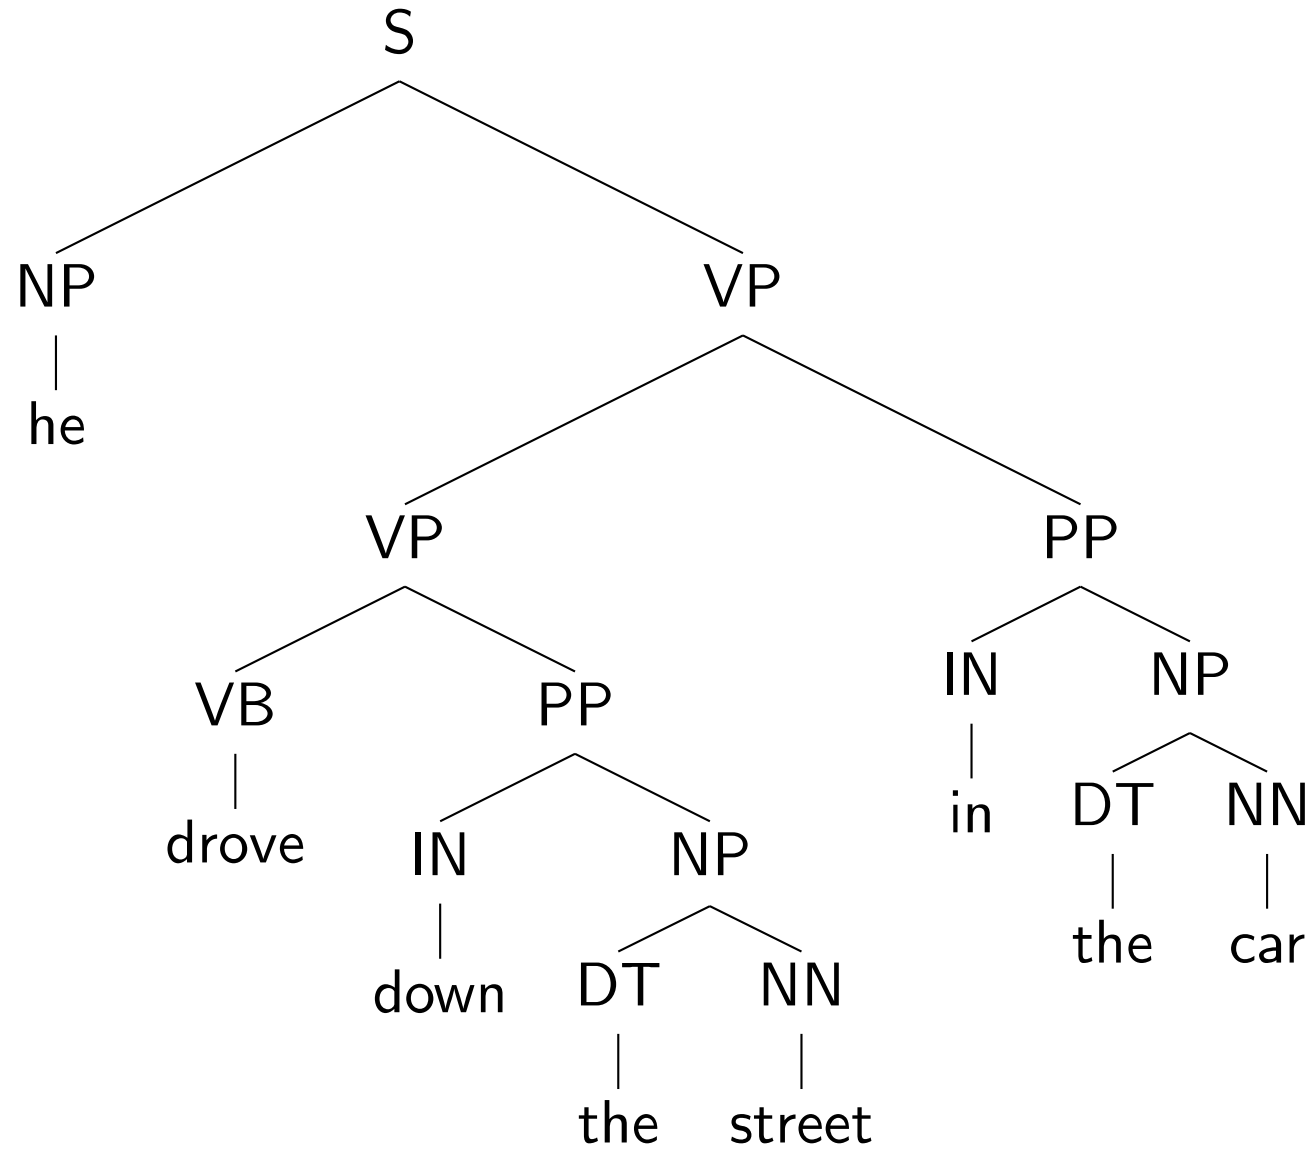 S
NP VP
he
VP PP
IN NP
VB PP
in DT NN
drove IN NP
the car
down DT NN
the street